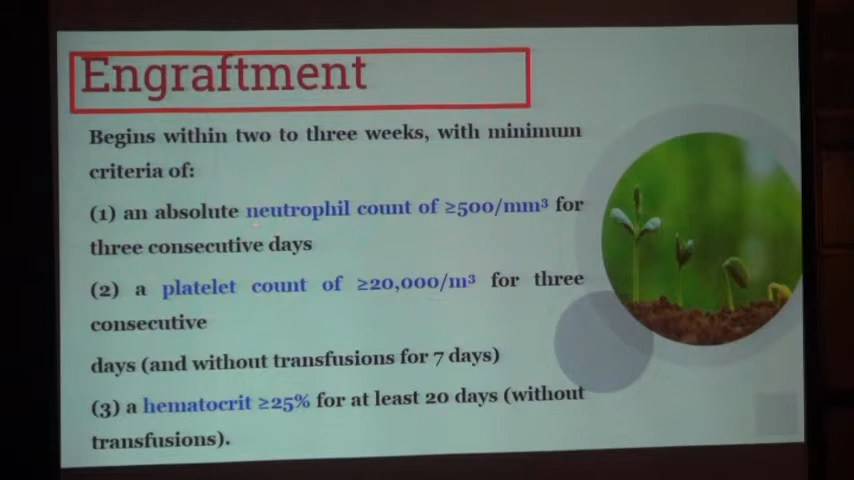 Engraftment
Begins within two to three weeks, with minimum
criteria of:
(1) an absolute neutrophil count of ≥500/mm³ for
three consecutive days
(2) a platelet count of ≥20,000/m³ for three
consecutive
days (and without transfusions for 7 days)
(3) a hematocrit ≥25% for at least 20 days (without
transfusions).